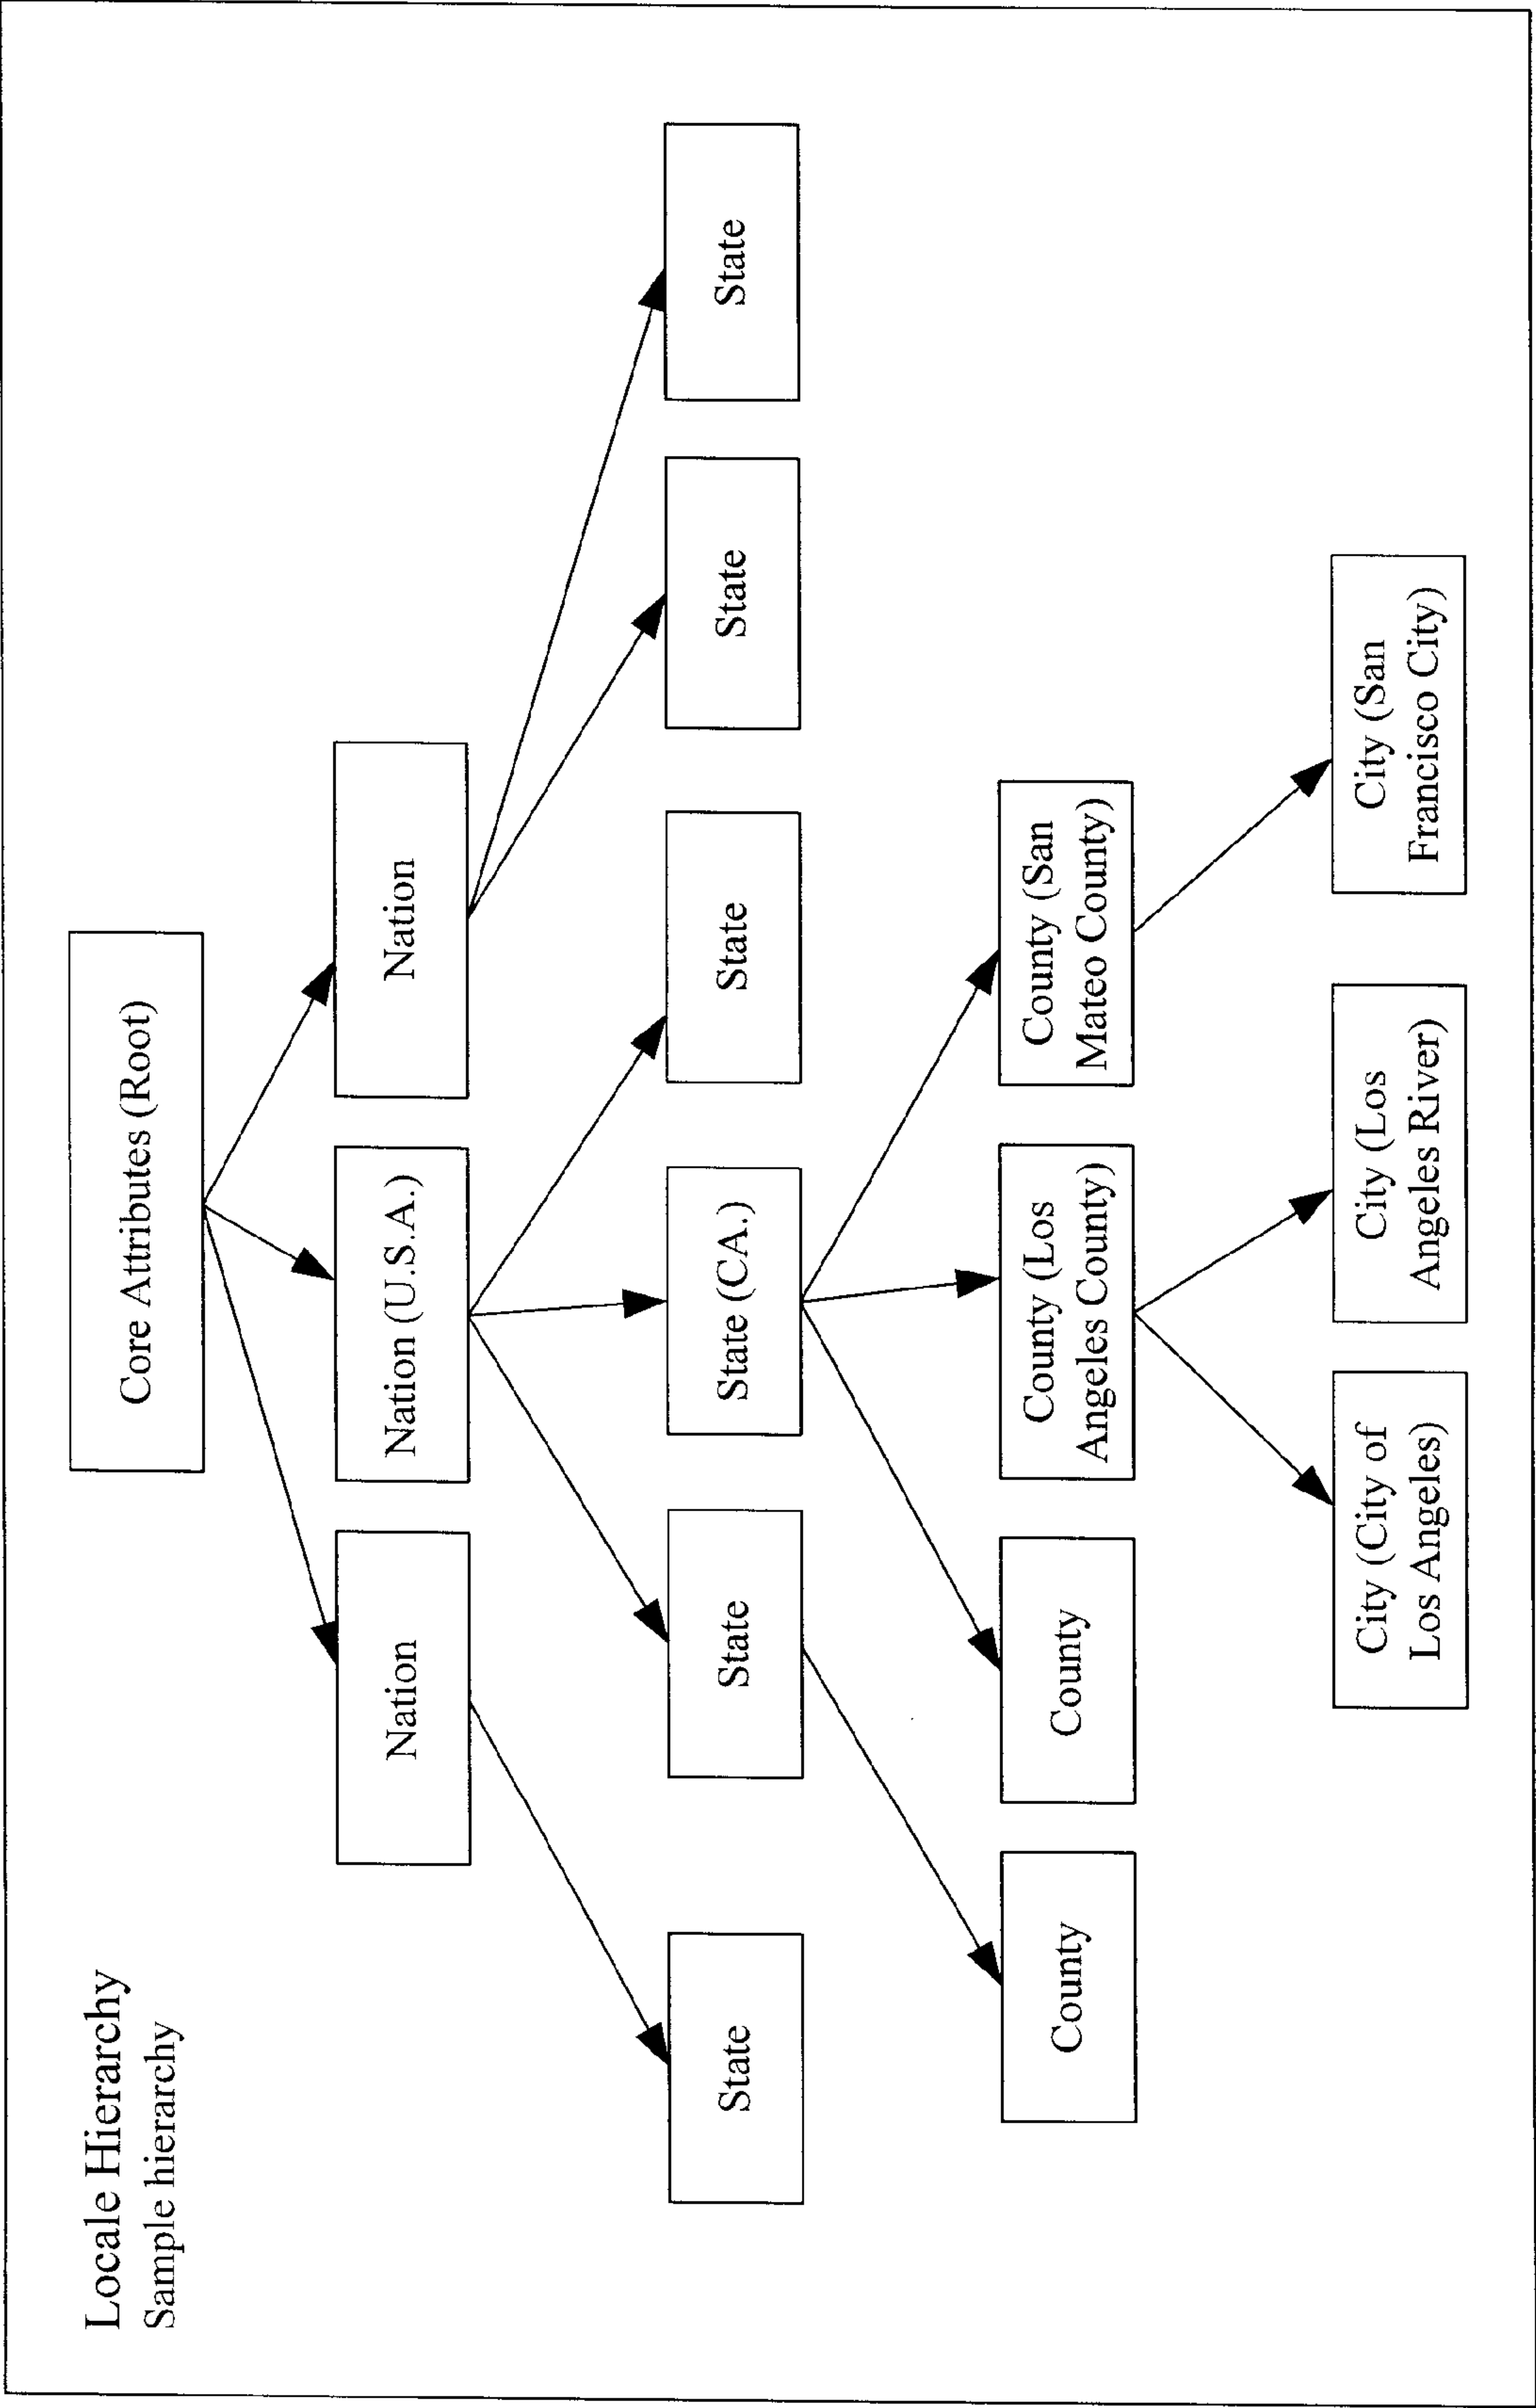 Locale Hierarchy
Sample hierarchy
Core Attributes (Root)
Nation
Nation (U.S.A.)
Nation
State
State
State (CA.)
State
State
State
County
County
County (Los
Angeles County)
County (San
Mateo County)
City (City of
Los Angeles)
City (Los
Angeles River)
City (San
Francisco City)